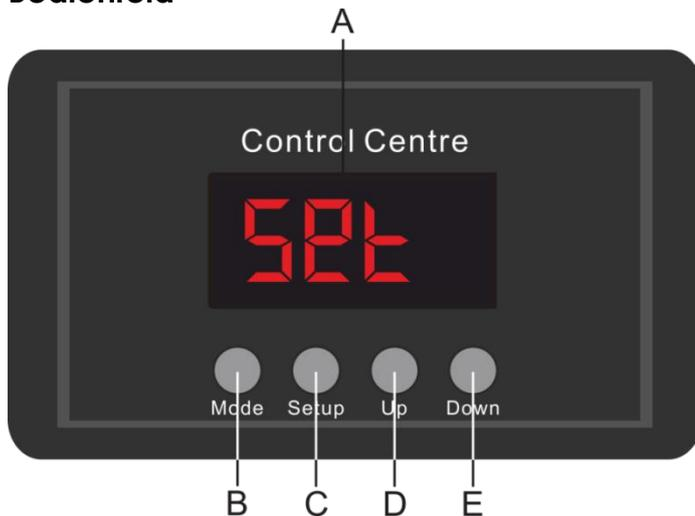 Bedienfeld
A
Control Centre
Set
Mode Setup Up Down
B C D E